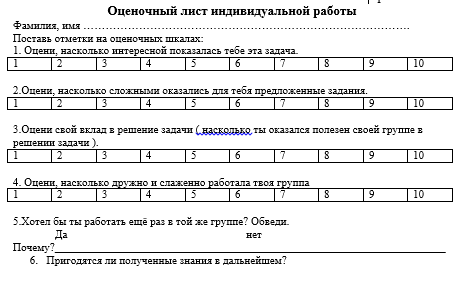 Оценочный лист индивидуальной работы
Фамилия, имя ……………………………………………………………………………
Поставь отметки на оценочных шкалах:
1. Оцени, насколько интересной показалась тебе эта задача.
1 2 3 4 5 6 7 8 9 10
2.Оцени, насколько сложными оказались для тебя предложенные задания.
1 2 3 4 5 6 7 8 9 10
3.Оцени свой вклад в решение задачи ( насколько ты оказался полезен своей группе в
решении задачи ).
1 2 3 4 5 6 7 8 9 10
4. Оцени, насколько дружно и слаженно работала твоя группа
1 2 3 4 5 6 7 8 9 10
5.Хотел бы ты работать ещё раз в той же группе? Обведи.
Да нет
Почему?_______________________________________________
6. Пригодятся ли полученные знания в дальнейшем?